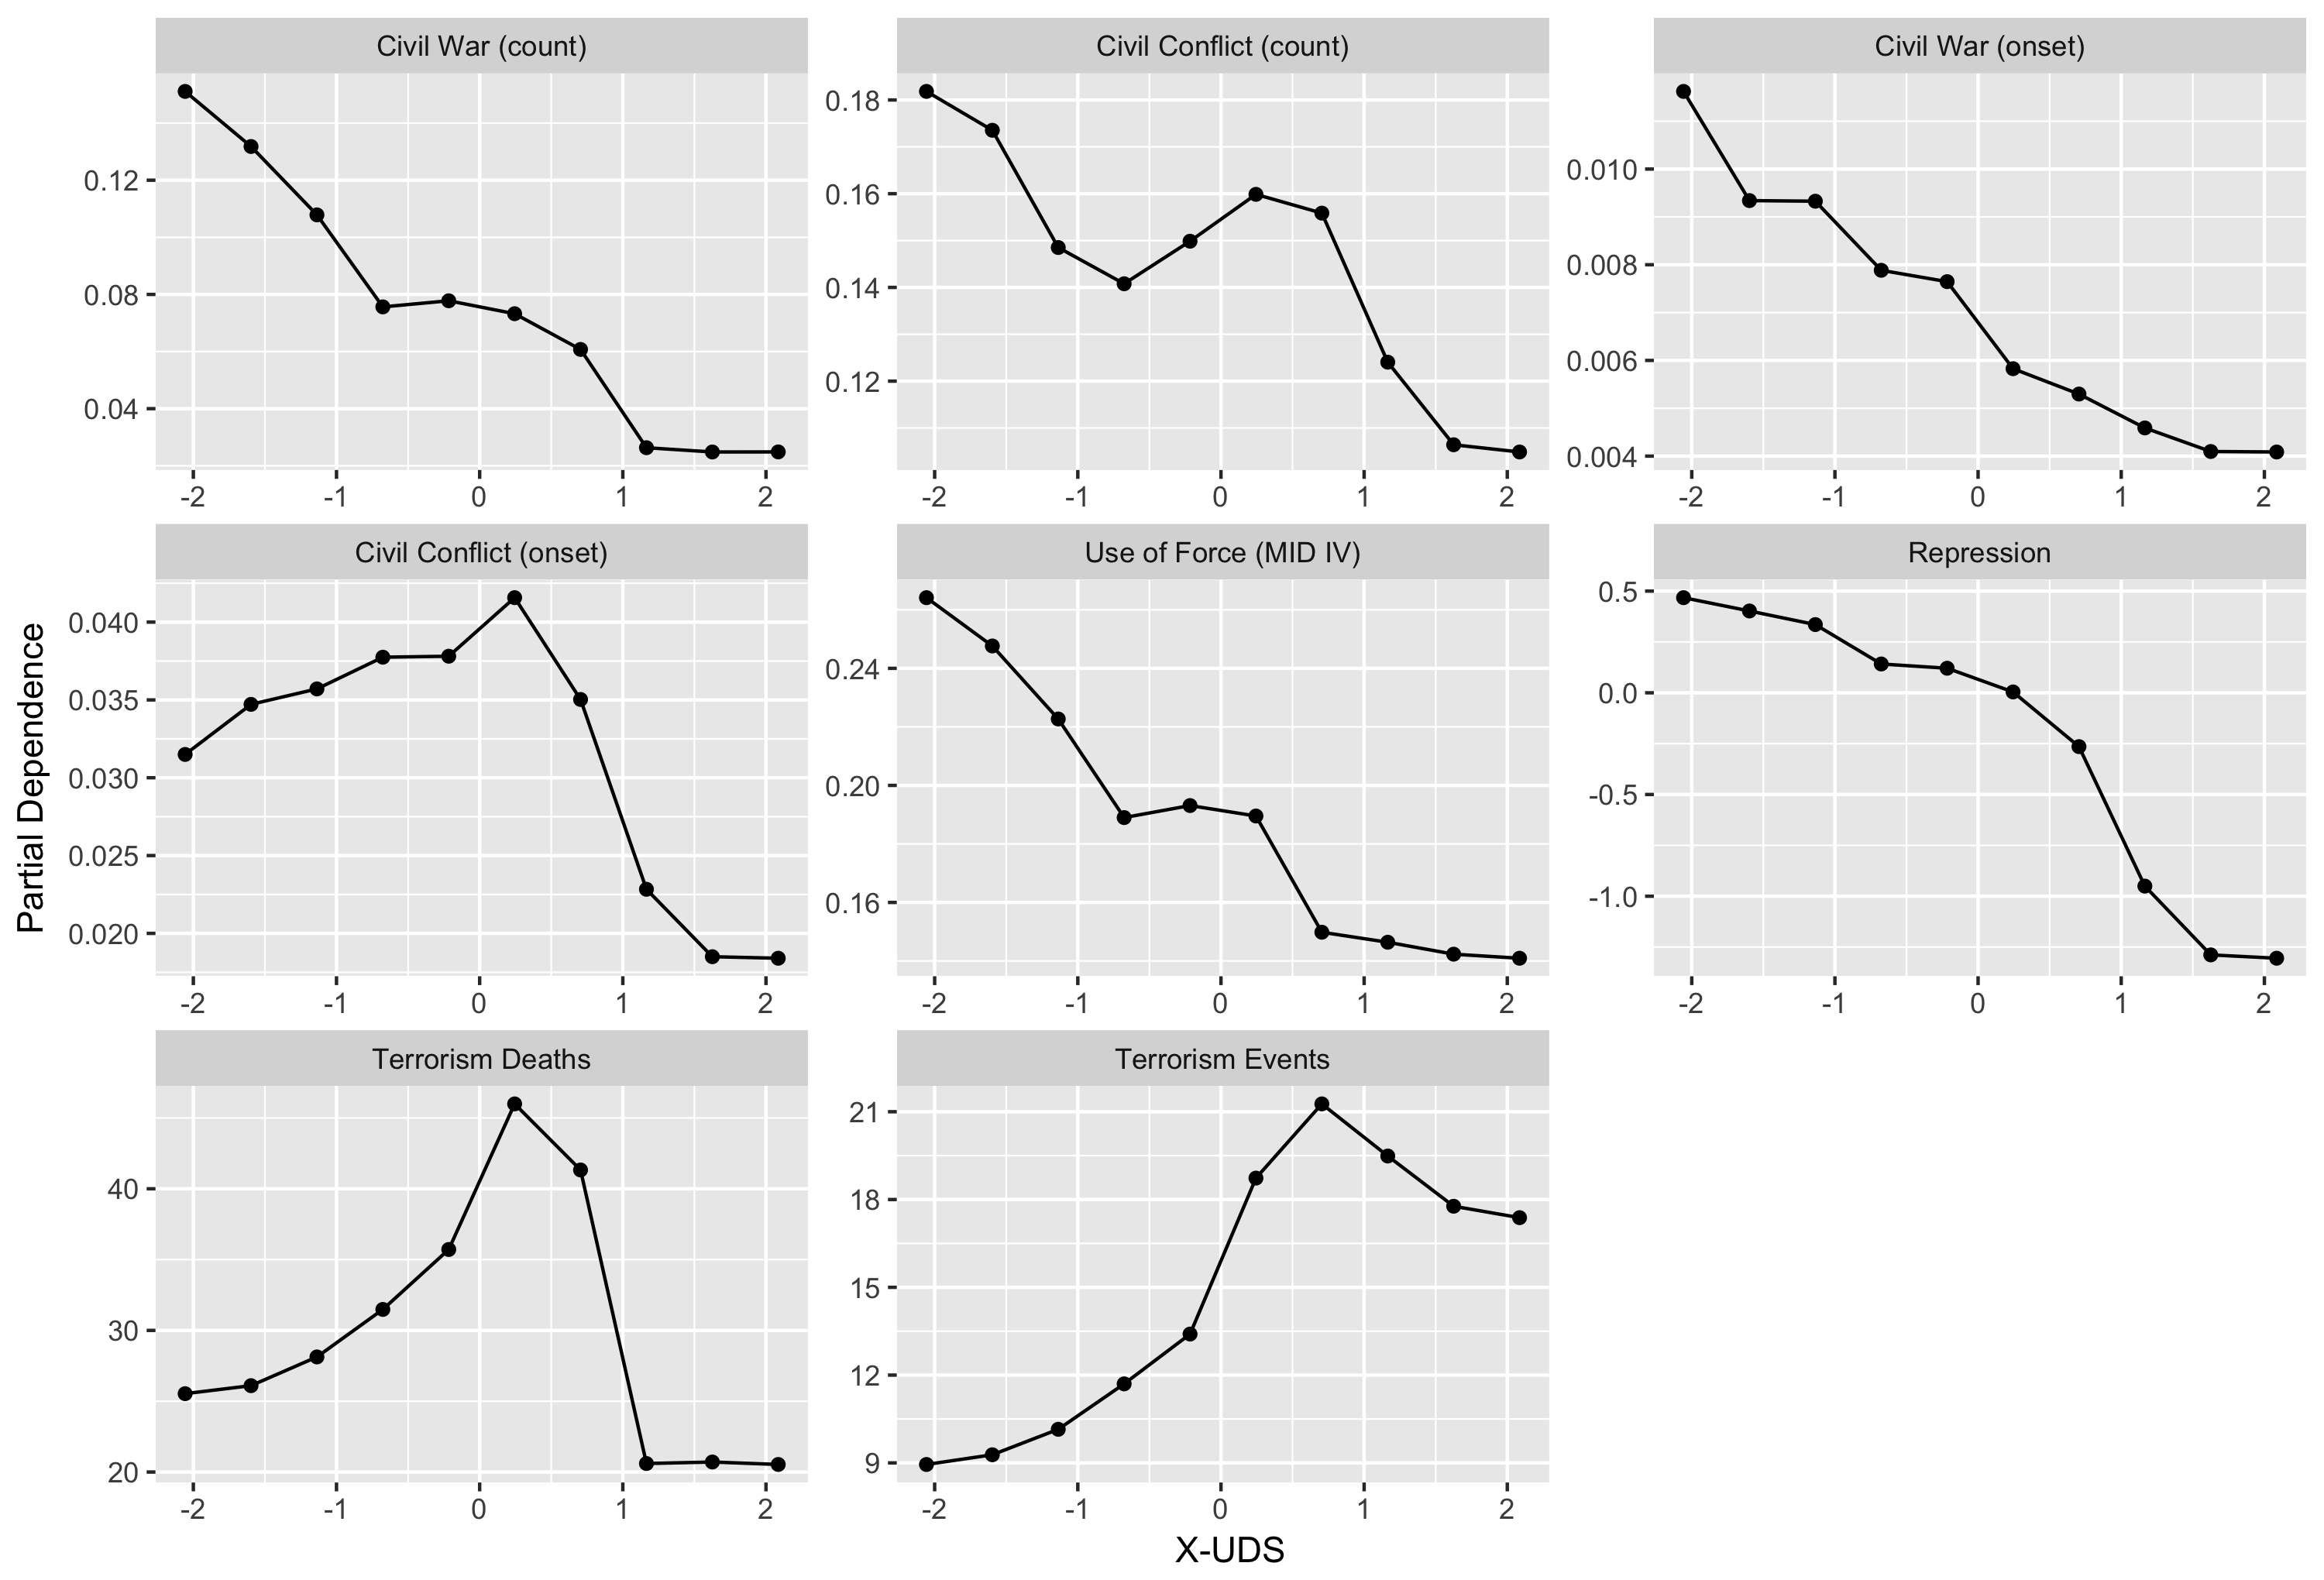 Civil War (count)
Civil Conflict (count)
Civil War (onset)
0.12
0.08
0.04
-2 -1 0 1 2
0.18
0.16
0.14
0.12
-2 -1 0 1 2
0.010
0.008
0.006
0.004
-2 -1 0 1 2
Civil Conflict (onset)
Use of Force (MID IV)
Repression
Partial Dependence
0.040
0.035
0.030
0.025
0.020
-2 -1 0 1 2
0.24
0.20
0.16
-2 -1 0 1 2
0.5
0.0
-0.5
-1.0
-2 -1 0 1 2
Terrorism Deaths
Terrorism Events
40
30
20
-2 -1 0 1 2
21
18
15
12
9
-2 -1 0 1 2
X-UDS